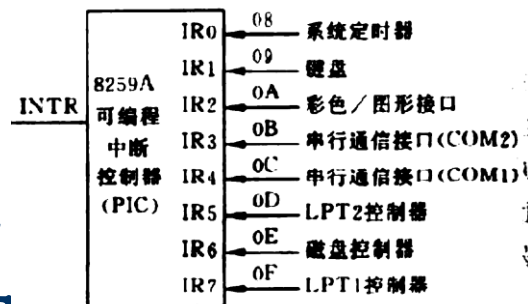 IR0 08 系统定时器
IR1 09 键盘
8259A
INTR
IR2 0A 彩色/图形接口
可编程
IR3 0B 串行通信接口(COM2)
中断
控制器
IR4 0C 串行通信接口(COM1)
(PIC)
IR5 0D LPT2控制器
IR6 0E 磁盘控制器
IR7 0F LPT1控制器